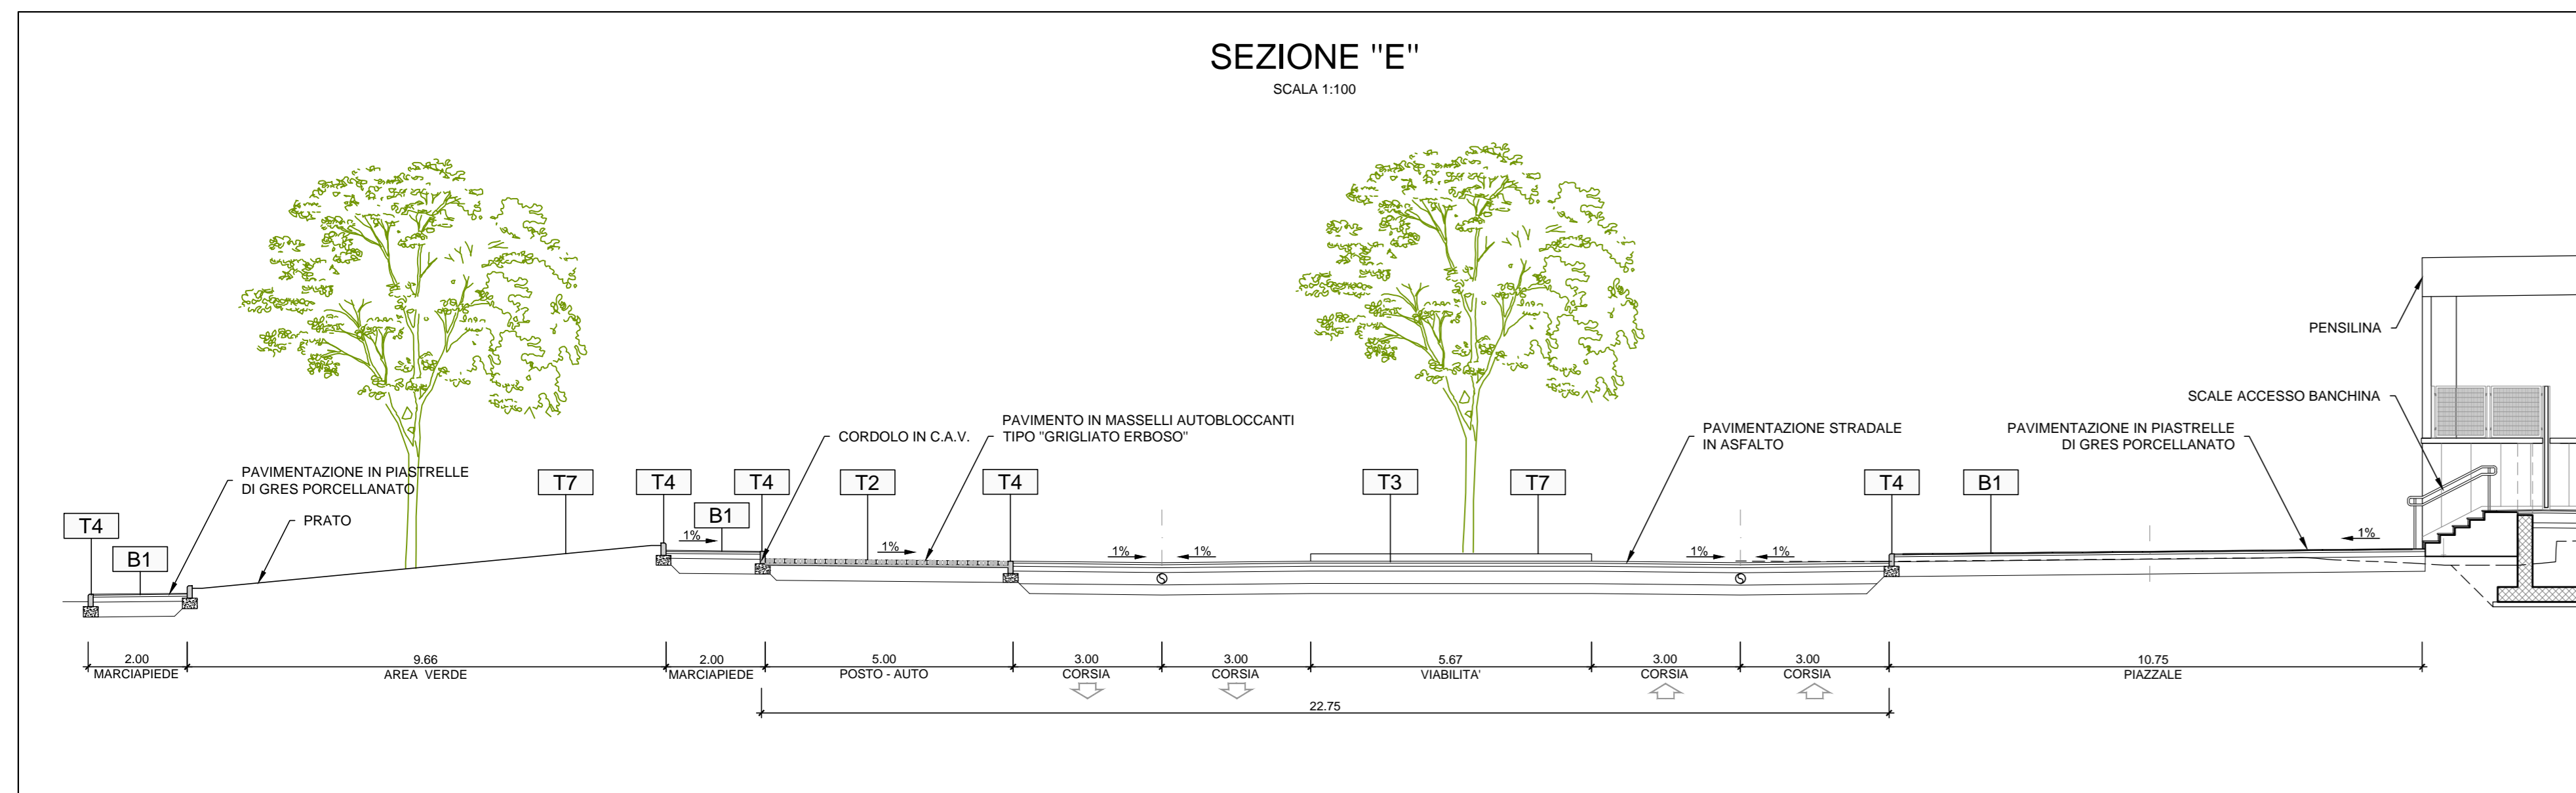 SEZIONE "E"
SCALA 1:100
PENSILINA
SCALE ACCESSO BANCHINA
PAVIMENTO IN MASSELLI AUTOBLOCCANTI
TIPO "GRIGLIATO ERBOSO"
CORDOLO IN C.A.V.
PAVIMENTAZIONE STRADALE
IN ASFALTO
PAVIMENTAZIONE IN PIASTRELLE
DI GRES PORCELLANATO
PAVIMENTAZIONE IN PIASTRELLE
DI GRES PORCELLANATO
PRATO
T7
T4
T4
T2
T4
T3
T7
T4
B1
T4
B1
B1
1%
1%
1%
1%
1%
1%
1%
2.00
9.66
2.00
5.00
3.00
3.00
5.67
3.00
3.00
10.75
MARCIAPIEDE
AREA VERDE
MARCIAPIEDE
POSTO - AUTO
CORSIA
CORSIA
VIABILITA'
CORSIA
CORSIA
PIAZZALE
22.75